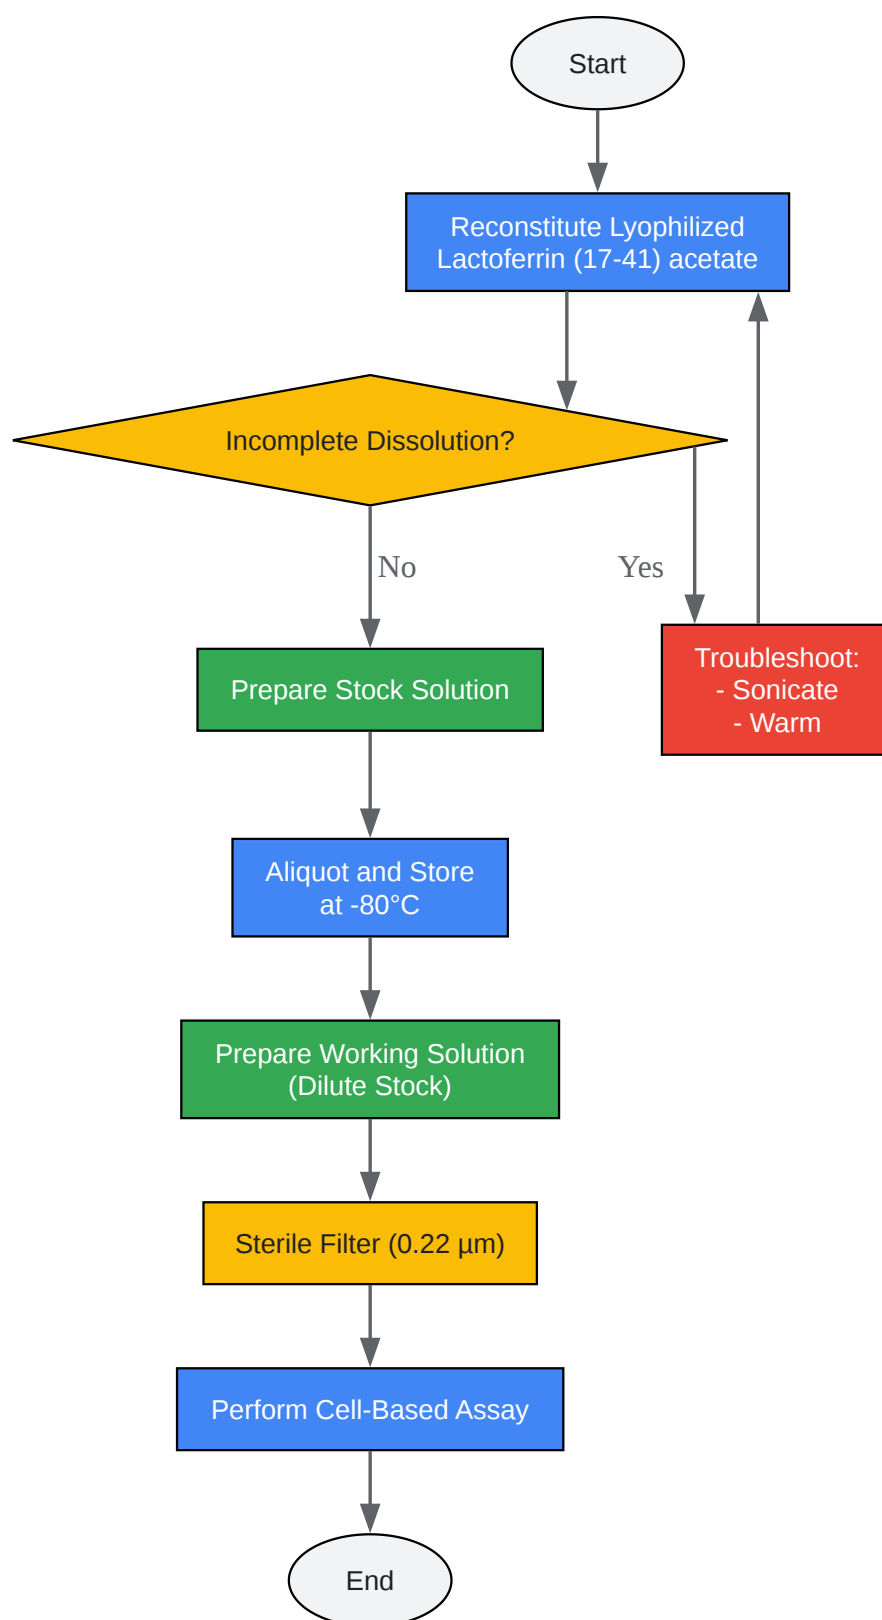 Start
Reconstitute Lyophilized
Lactoferrin (17-41) acetate
Incomplete Dissolution?
No
Yes
Prepare Stock Solution
Troubleshoot:
- Sonicate
- Warm
Aliquot and Store
at -80°C
Prepare Working Solution
(Dilute Stock)
Sterile Filter (0.22 µm)
Perform Cell-Based Assay
End